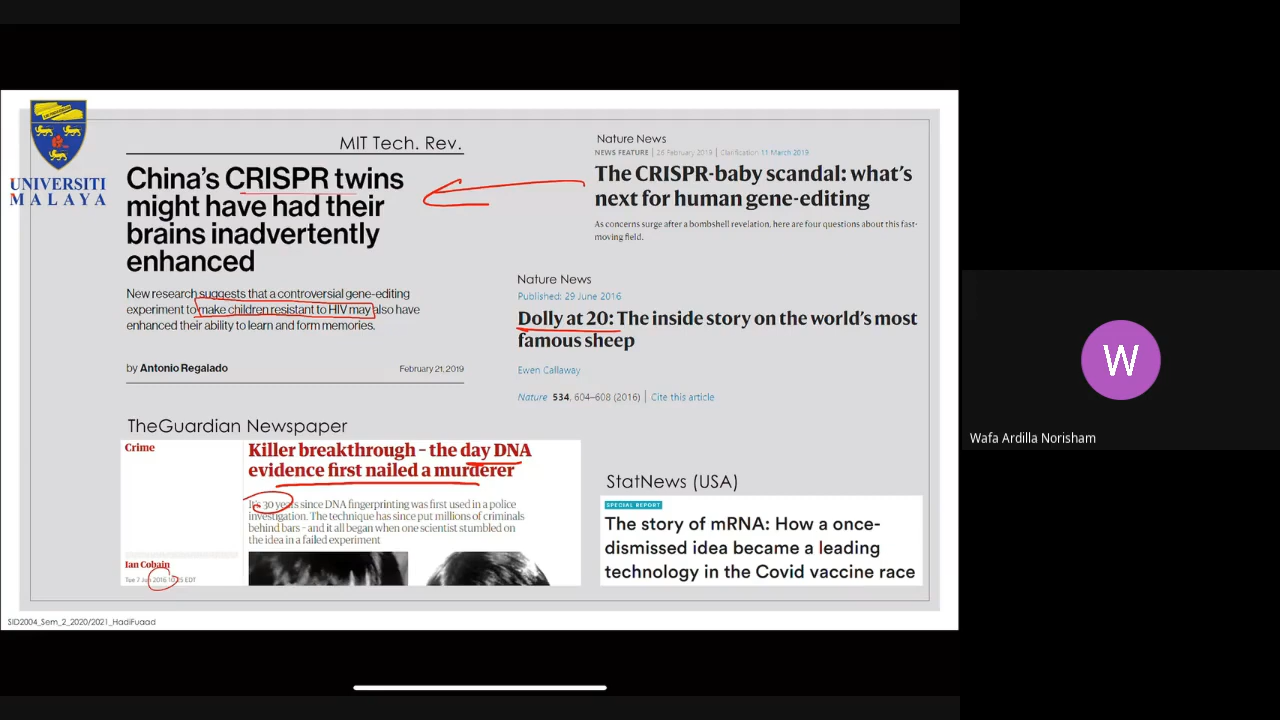 UNIVERSITI
MALAYA
MIT Tech. Rev.
China's CRISPR twins
might have had their
brains inadvertently
enhanced
New research suggests that a controversial gene-editing
experiment to make children resistant to HIV may also have
enhanced their ability to learn and form memories.
by Antonio Regalado
February 21, 2019
Nature News
NEWS FEATURE | 26 February 2019 | Clarification 11 March 2019
The CRISPR-baby scandal: what's
next for human gene-editing
As concerns surge after a bombshell revelation, here are four questions about this fast-
moving field.
Nature News
Published: 29 June 2016
Dolly at 20: The inside story on the world's most
famous sheep
Ewen Callaway
Nature 534, 604–608 (2016) | Cite this article
TheGuardian Newspaper
Crime
Killer breakthrough – the day DNA
evidence first nailed a murderer
It's 30 years since DNA fingerprinting was first used in a police
investigation. The technique has since put millions of criminals
behind bars – and it all began when one scientist stumbled on
the idea in a failed experiment
Ian Cobain
Tue 7 Jun 2016 EDT
StatNews (USA)
SPECIAL REPORT
The story of mRNA: How a once-
dismissed idea became a leading
technology in the Covid vaccine race
SID2004_Sem_2_2020/2021_HadiFuaad
W
Wafa Ardilla Norisham